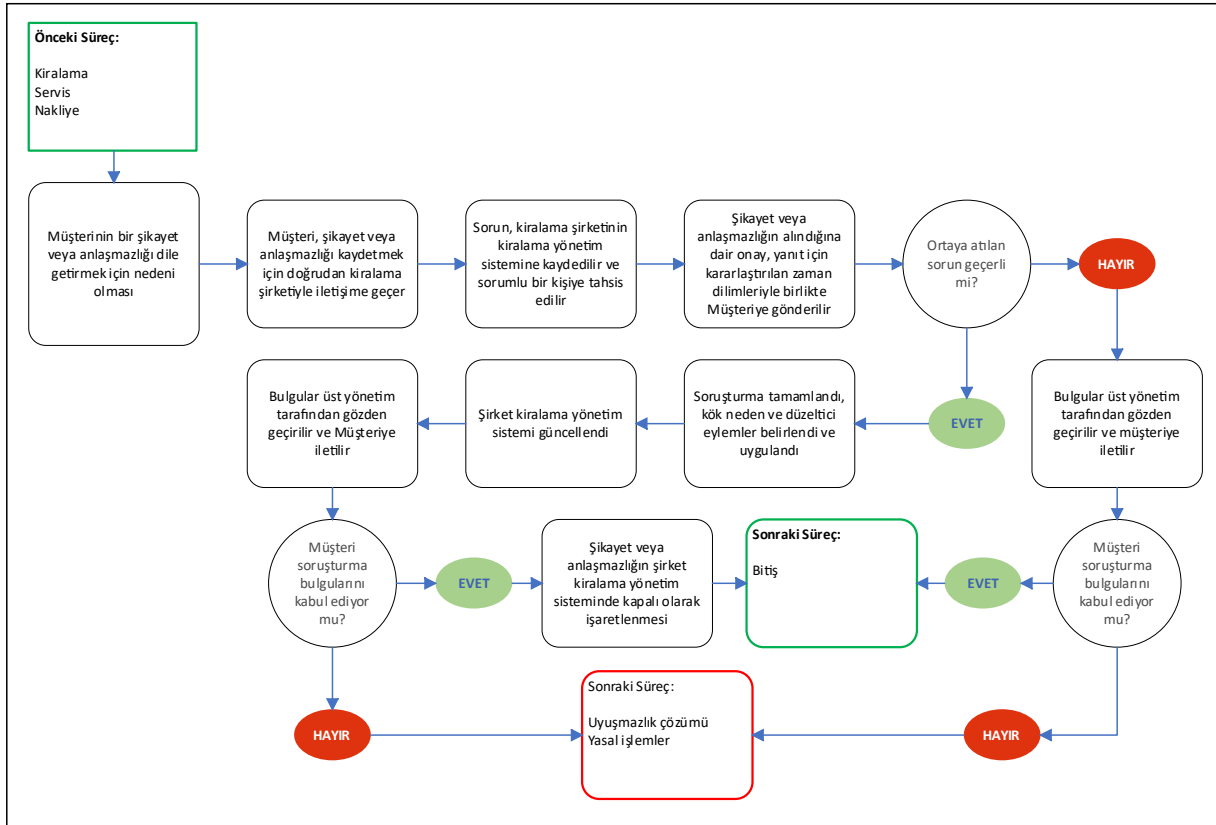 Önceki Süreç:
Kiralama
Servis
Nakliye
Müşterinin bir şikayet
veya anlaşmazlığı dile
getirmek için nedeni
olması
Müşteri, şikayet veya
anlaşmazlığı kaydetmek
için doğrudan kiralama
şirketiyle iletişime geçer
Sorun, kiralama şirketinin
kiralama yönetim
sistemine kaydedilir ve
sorumlu bir kişiye tahsis
edilir
Şikayet veya
anlaşmazlığın alındığına
dair onay, yanıt için
kararlaştırılan zaman
dilimleriyle birlikte
Müşteriye gönderilir
Ortaya atılan
sorun geçerli
mi?
HAYIR
Bulgular üst yönetim
tarafından gözden
geçirilir ve Müşteriye
iletilir
Şirket kiralama yönetim
sistemi güncellendi
Soruşturma tamamlandı,
kök neden ve düzeltici
eylemler belirlendi ve
uygulandı
EVET
Bulgular üst yönetim
tarafından gözden
geçirilir ve müşteriye
iletilir
Müşteri
soruşturma
bulgularını
kabul ediyor
mu?
EVET
Şikayet veya
anlaşmazlığın şirket
kiralama yönetim
sisteminde kapalı olarak
işaretlenmesi
Sonraki Süreç:
Bitiş
EVET
Müşteri
soruşturma
bulgularını
kabul ediyor
mu?
HAYIR
Sonraki Süreç:
Uyuşmazlık çözümü
Yasal işlemler
HAYIR